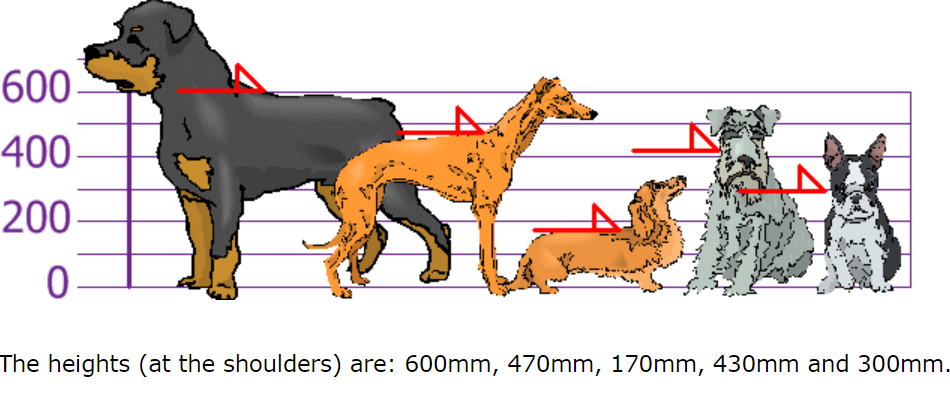 600
400
200
0
The heights (at the shoulders) are: 600mm, 470mm, 170mm, 430mm and 300mm.